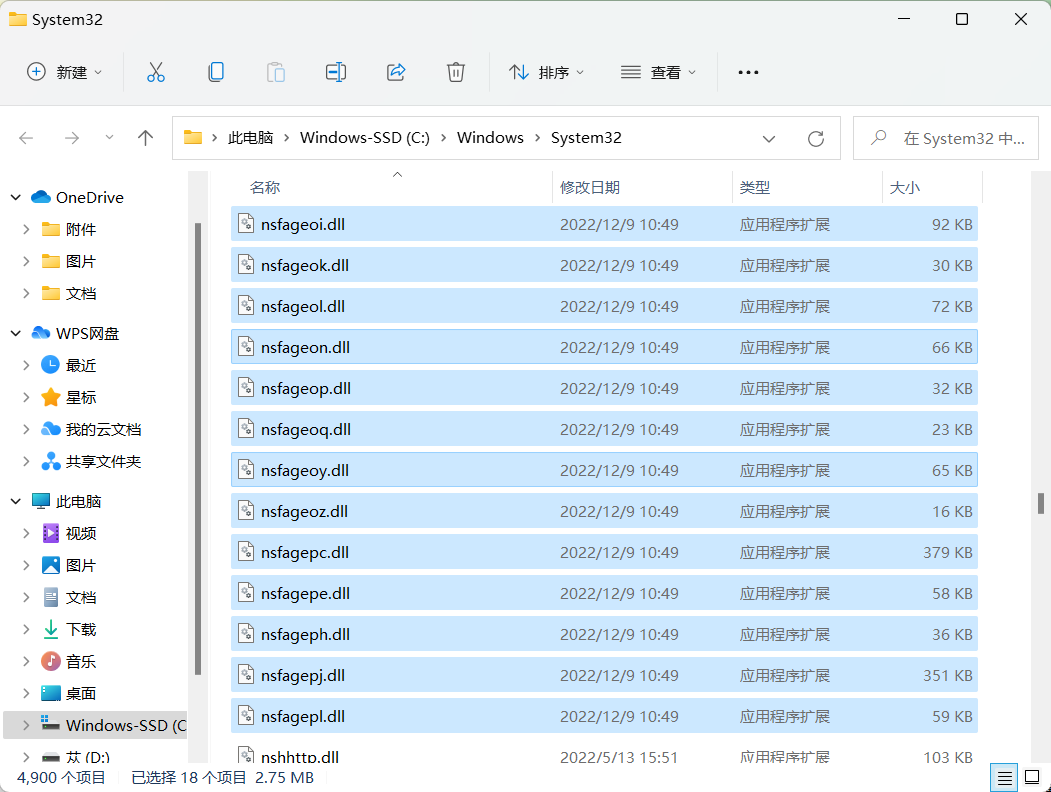 System32
新建
排序
查看
此电脑 Windows-SSD (C:) Windows System32
在 System32 中...
名称 修改日期 类型 大小
OneDrive
附件
图片
文档
WPS网盘
最近
星标
我的云文档
共享文件夹
此电脑
视频
图片
文档
下载
音乐
桌面
Windows-SSD (C
苡 (D:)
nsfageoi.dll 2022/12/9 10:49 应用程序扩展 92 KB
nsfageok.dll 2022/12/9 10:49 应用程序扩展 30 KB
nsfageol.dll 2022/12/9 10:49 应用程序扩展 72 KB
nsfageon.dll 2022/12/9 10:49 应用程序扩展 66 KB
nsfageop.dll 2022/12/9 10:49 应用程序扩展 32 KB
nsfageoq.dll 2022/12/9 10:49 应用程序扩展 23 KB
nsfageoy.dll 2022/12/9 10:49 应用程序扩展 65 KB
nsfageoz.dll 2022/12/9 10:49 应用程序扩展 16 KB
nsfagepc.dll 2022/12/9 10:49 应用程序扩展 379 KB
nsfagepe.dll 2022/12/9 10:49 应用程序扩展 58 KB
nsfageph.dll 2022/12/9 10:49 应用程序扩展 36 KB
nsfagepj.dll 2022/12/9 10:49 应用程序扩展 351 KB
nsfagepl.dll 2022/12/9 10:49 应用程序扩展 59 KB
nshhttp.dll 2022/5/13 15:51 应用程序扩展 103 KB
4,900 个项目 已选择 18 个项目 2.75 MB